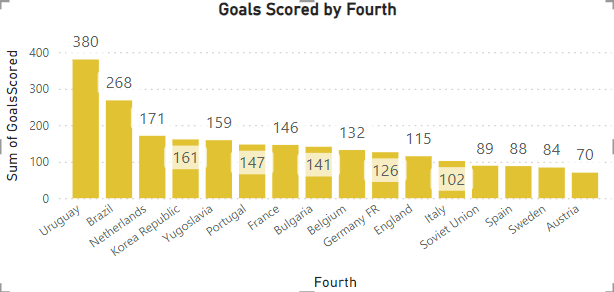 Goals Scored by Fourth
Sum of GoalsScored
400
300
200
100
0
380
268
171
161
159
147
146
141
132
126
115
102
89
88
84
70
Uruguay
Brazil
Netherlands
Korea Republic
Yugoslavia
Portugal
France
Bulgaria
Belgium
Germany FR
England
Italy
Soviet Union
Spain
Sweden
Austria
Fourth